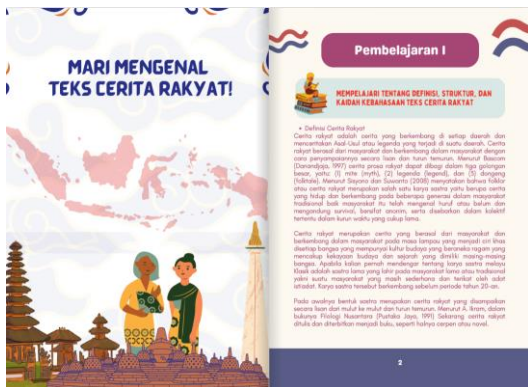 MARI MENGENAL
TEKS CERITA RAKYAT!
Pembelajaran I
MEMPELAJARI TENTANG DEFINISI, STRUKTUR, DAN
KAIDAH KEBAHASAAN TEKS CERITA RAKYAT
• Definisi Cerita Rakyat
Cerita rakyat adalah cerita yang berkembang di setiap daerah dan
menceritakan Asal-Usul atau legenda yang terjadi di suatu daerah. Cerita
rakyat berasal dari masyarakat dan berkembang dalam masyarakat dengan
cara penyampaiannya secara lisan dan turun temurun. Menurut Bascom
(Danandjaja, 1997) cerita prosa rakyat dapat dibagi dalam tiga golongan
besar, yaitu: (1) mite (myth), (2) legenda (legend), dan (3) dongeng
(folktale). Menurut Sayoro dan Suwanto (2008) menyatakan bahwa folklor
atau cerita rakyat merupakan salah satu karya sastra yaitu berupa cerita
yang hidup dan berkembang pada beberapa generasi dalam masyarakat
tradisional baik masyarakat itu telah mengenal huruf atau belum dan
mengandung survival, bersifat anonim, serta disebarkan dalam kolektif
tertentu dalam kurun waktu yang cukup lama.
Cerita rakyat merupakan cerita yang berasal dari masyarakat dan
berkembang dalam masyarakat pada masa lampau yang menjadi ciri khas
disetiap bangsa yang mempunyai kultur budaya yang beraneka ragam yang
mencakup kekayaan budaya dan sejarah yang dimiliki masing-masing
bangsa. Apabila kalian pernah mendengar tentang karya sastra melayu
Klasik adalah sastra lama yang lahir pada masyarakat lama atau tradisional
yakni suatu masyarakat yang masih sederhana dan terikat oleh adat
istiadat. Karya sastra tersebut berkembang sebelum periode tahun 20-an.
Pada awalnya bentuk sastra merupakan cerita rakyat yang disampaikan
secara lisan dari mulut ke mulut dan turun temurun. Menurut A. Ikram, dalam
bukunya Filologi Nusantara (Pustaka Jaya, 1991) Sekarang cerita rakyat
ditulis dan diterbitkan menjadi buku, seperti halnya cerpen atau novel.
2